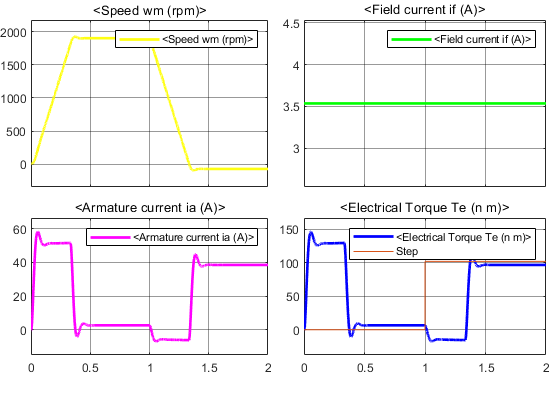 <Speed wm (rpm)>
<Speed wm (rpm)>
2000
1500
1000
500
0
<Field current if (A)>
<Field current if (A)>
4.5
4
3.5
3
<Armature current ia (A)>
<Armature current ia (A)>
60
40
20
0
0 0.5 1 1.5 2
<Electrical Torque Te (n m)>
<Electrical Torque Te (n m)>
Step
150
100
50
0
0 0.5 1 1.5 2